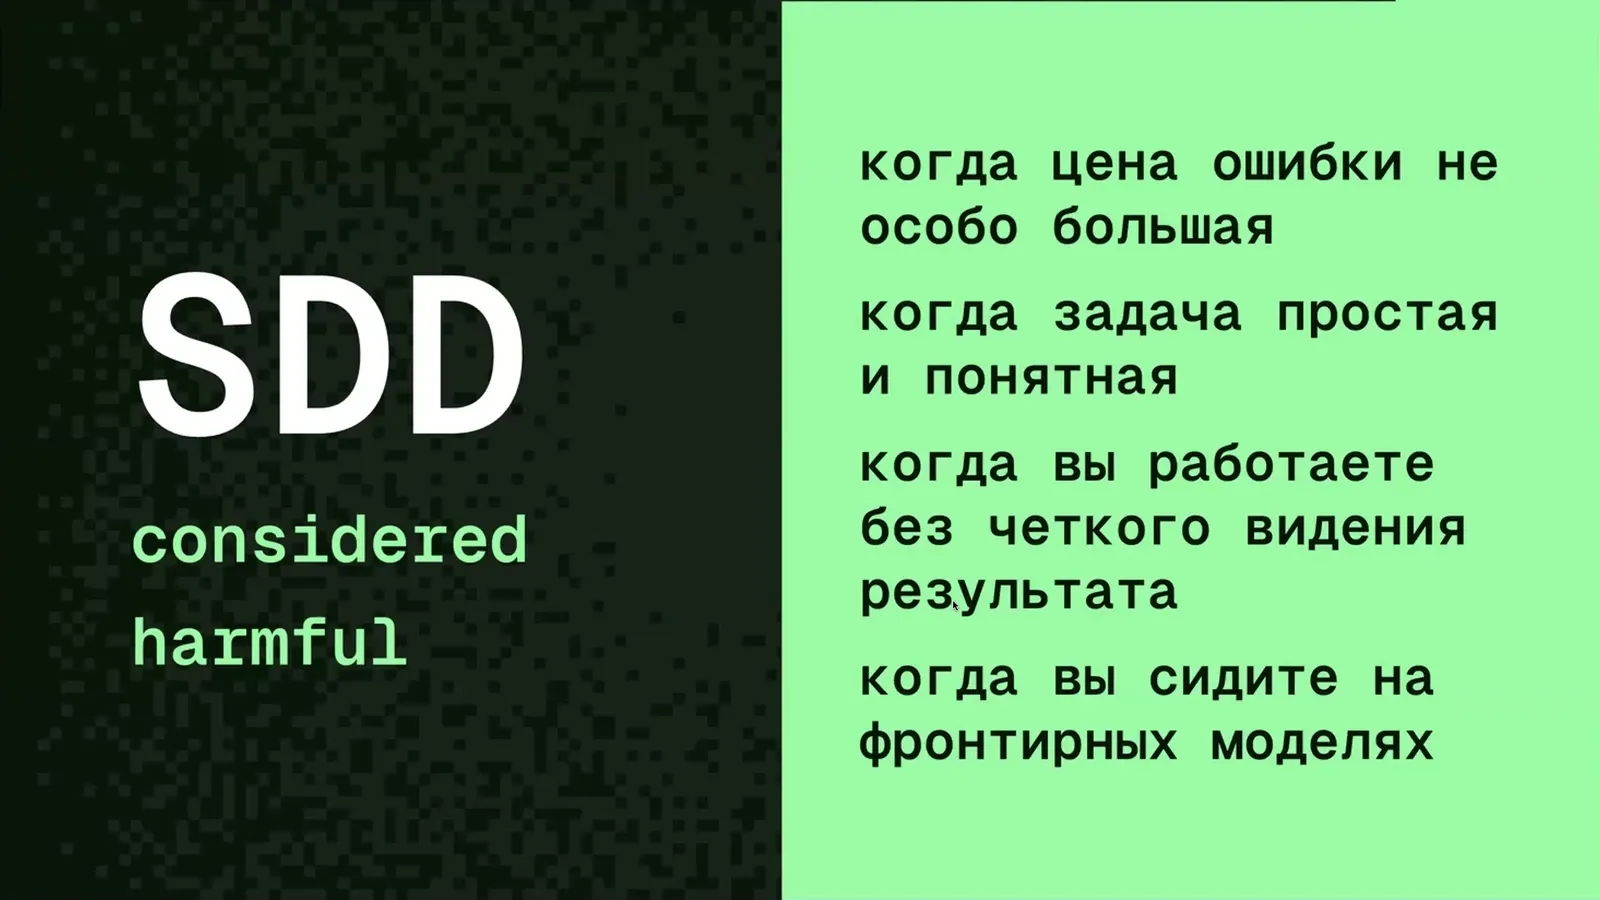 SDD
considered
harmful
когда цена ошибки не
особо большая
когда задача простая
и понятная
когда вы работаете
без четкого видения
результата
когда вы сидите на
фронтирных моделях